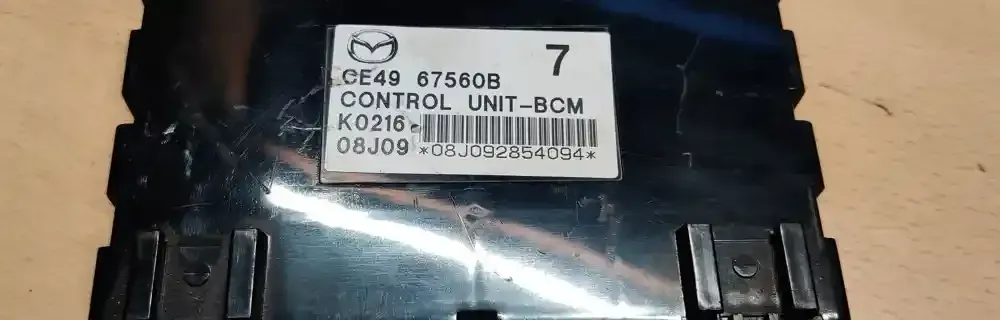 7
CE49 67560B
CONTROL UNIT-BCM
K0216-
08J09 *08J092854094*